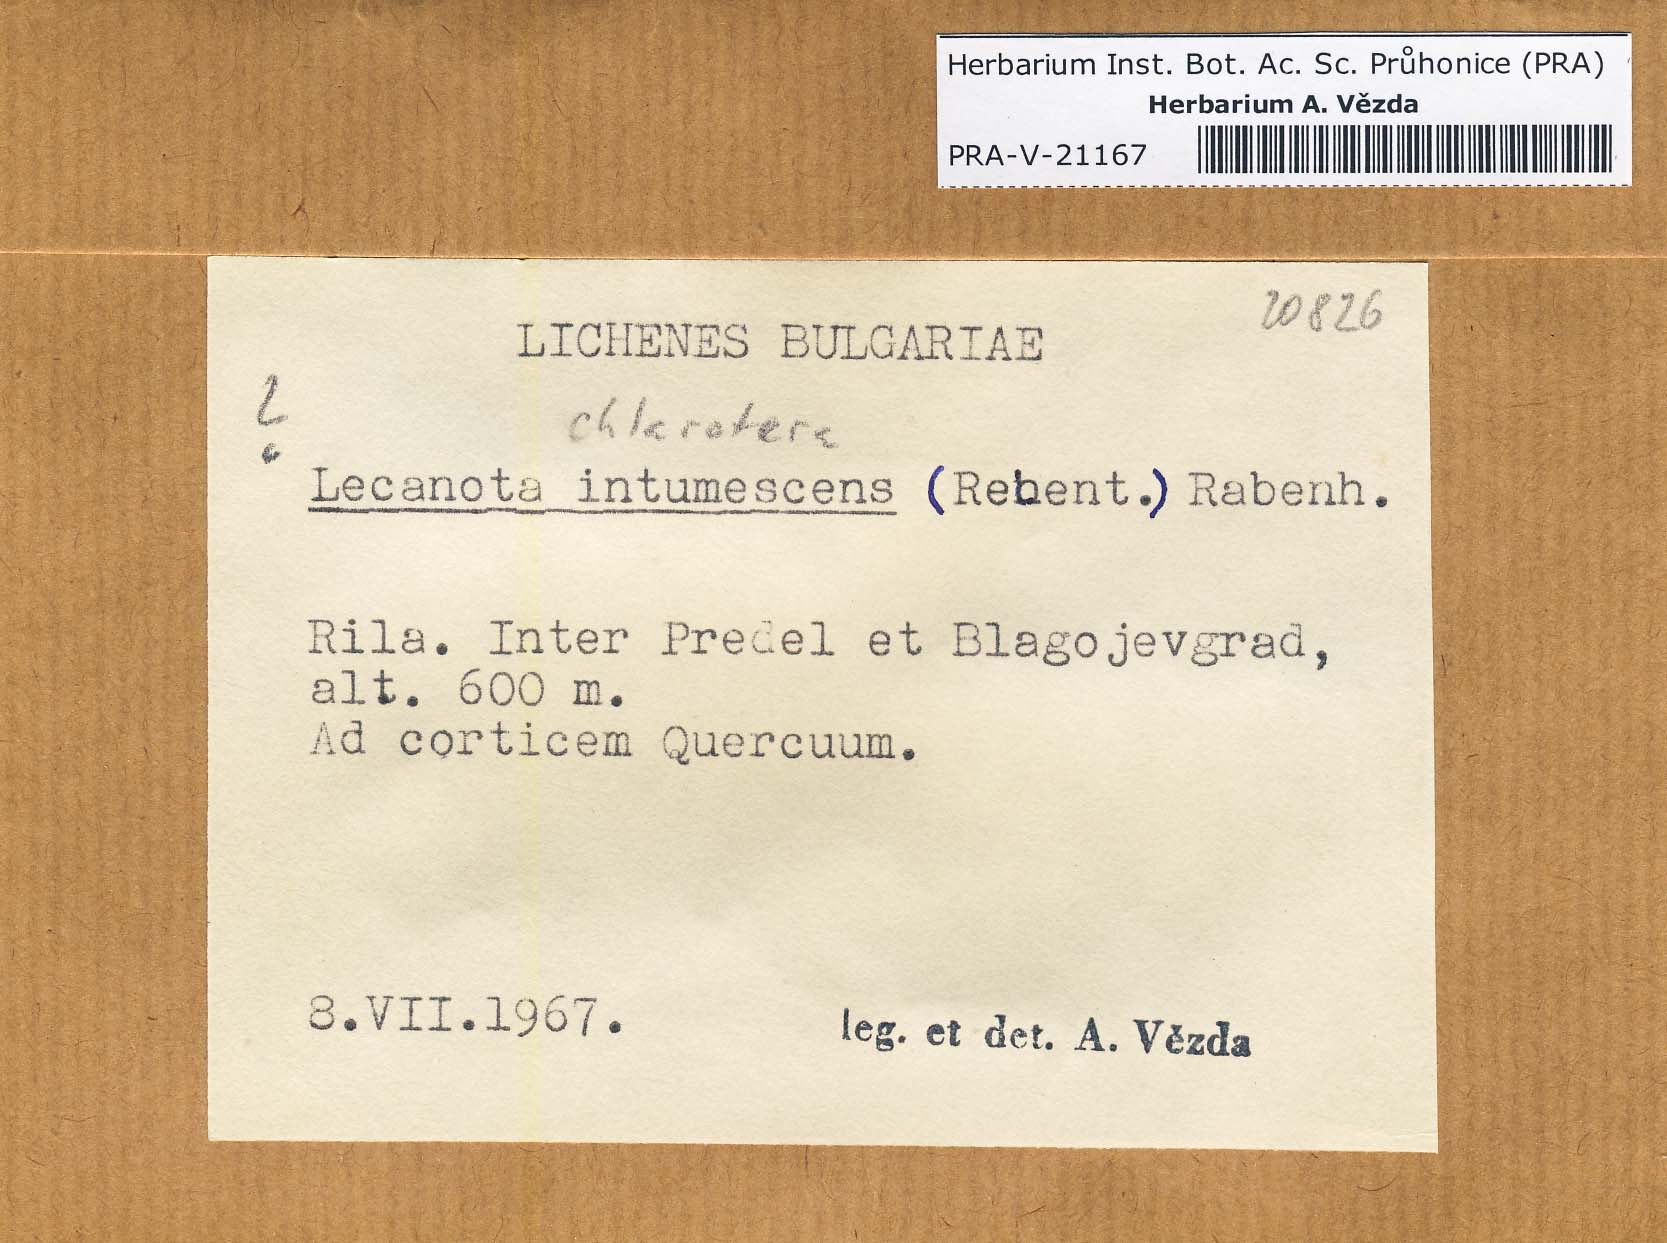 Herbarium Inst. Bot. Ac. Sc. Průhonice (PRA)
Herbarium A. Vězda
PRA-V-21167
20826
LICHENES BULGARIAE
chlarotera
Lecanota intumescens (Rebent.) Rabenh.
Rila. Inter Predel et Blagojevgrad,
alt. 600 m.
Ad corticem Quercuum.
8.VII.1967.
leg. et det. A. Vězda